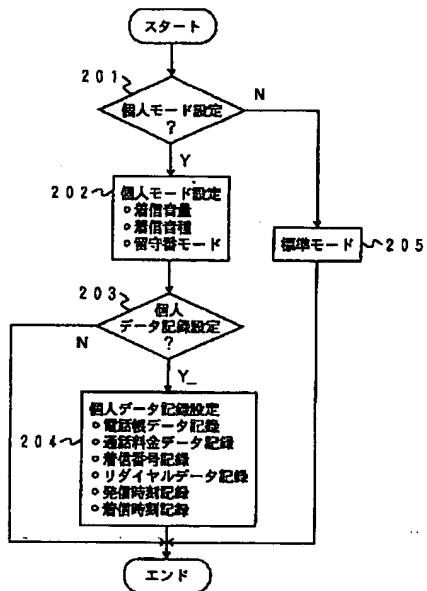 スタート
201
個人モード設定
?
N
Y
202
個人モード設定
○着信音量
○着信音種
○留守番モード
標準モード
205
203
個人
データ記録設定
?
N
Y
個人データ記録設定
204
○電話帳データ記録
○通話料金データ記録
○着信番号記録
○リダイヤルデータ記録
○発信時刻記録
○着信時刻記録
エンド